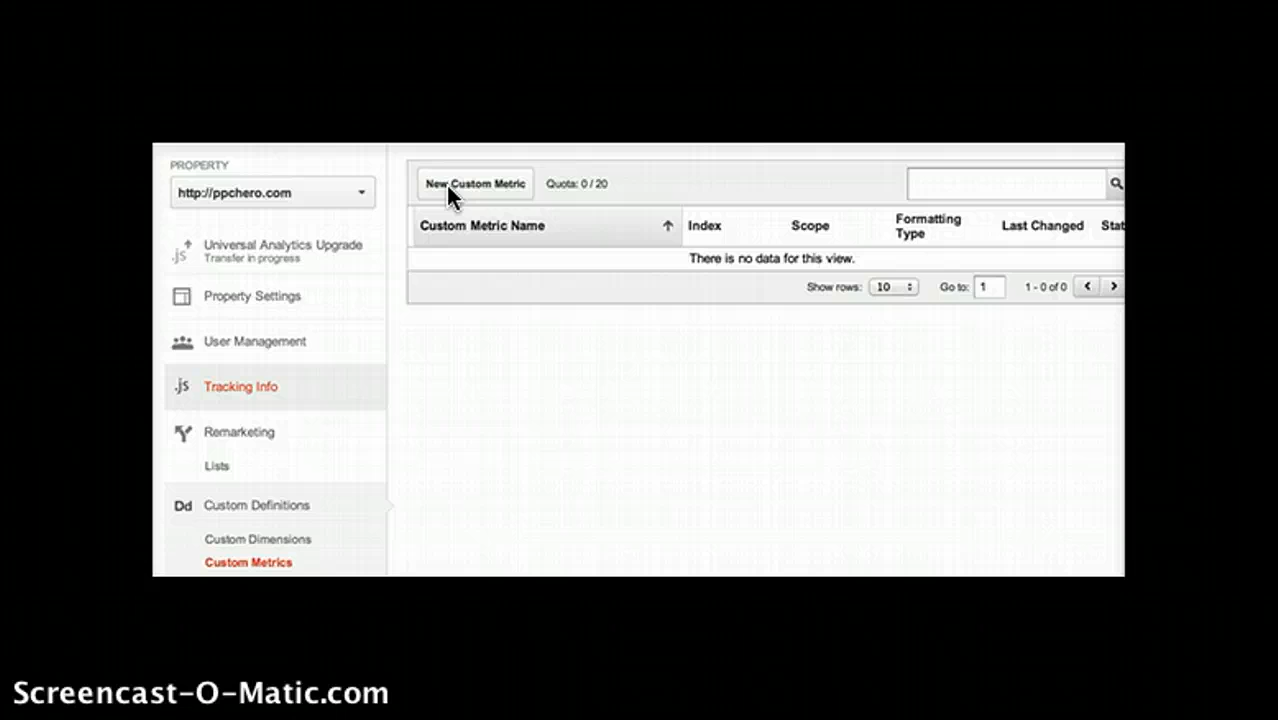 PROPERTY
http://ppchero.com
Universal Analytics Upgrade
Transfer in progress
Property Settings
User Management
.js Tracking Info
Remarketing
Lists
Dd Custom Definitions
Custom Dimensions
Custom Metrics
New Custom Metric Quota: 0 / 20
Custom Metric Name Index Scope Formatting Type Last Changed Stat
There is no data for this view.
Show rows: 10 Go to: 1 1 - 0 of 0
Screencast-O-Matic.com